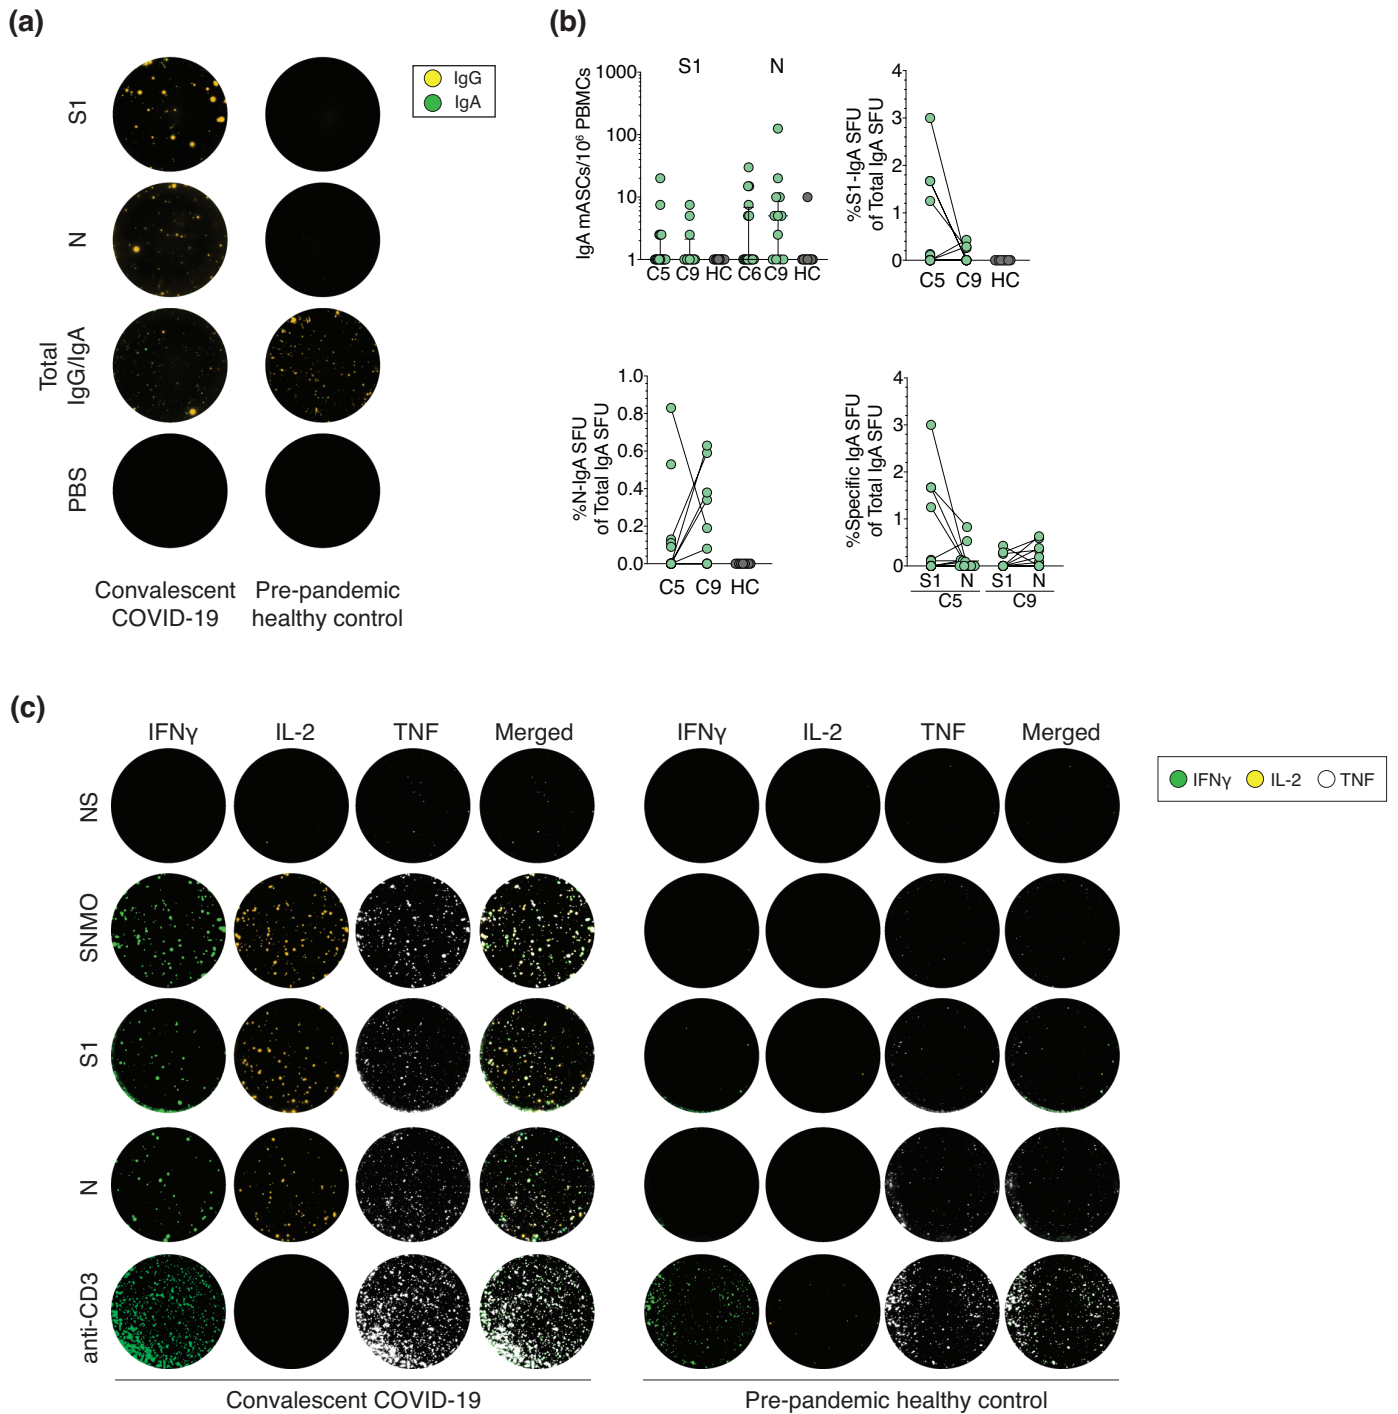 (a)
S1
N
Total
IgG/IgA
PBS
Convalescent
COVID-19
Pre-pandemic
healthy control
IgG
IgA
(b)
IgA mASCs/10⁶ PBMCs
1000
100
10
1
S1 N
C5 C9 HC C6 C9 HC
%S1-IgA SFU
of Total IgA SFU
4
3
2
1
0
C5 C9 HC
%N-IgA SFU
of Total IgA SFU
1.0
0.8
0.6
0.4
0.2
0.0
C5 C9 HC
%Specific IgA SFU
of Total IgA SFU
4
3
2
1
0
S1 N S1 N
C5 C9
(c)
IFNγ IL-2 TNF Merged IFNγ IL-2 TNF Merged
IFNγ IL-2 TNF
NS
SNMO
S1
N
anti-CD3
Convalescent COVID-19
Pre-pandemic healthy control